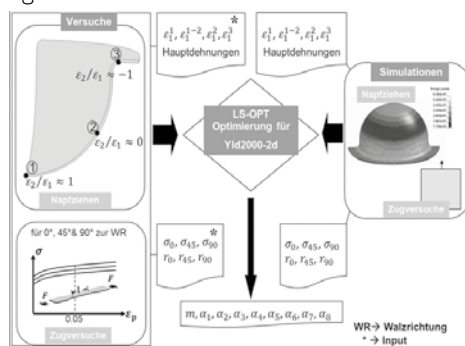 Versuche
3
ε₂/ε₁ ≈ −1
2
ε₂/ε₁ ≈ 0
1
ε₂/ε₁ ≈ 1
Napfziehen
für 0°, 45°& 90° zur WR
σ
F
F
0.05
εₚ
Zugversuche
*
ε₁¹, ε₁¹⁻², ε₁², ε₁³
Hauptdehnungen
ε₁¹, ε₁¹⁻², ε₁², ε₁³
Hauptdehnungen
LS-OPT
Optimierung für
Yld2000-2d
*
σ₀, σ₄₅, σ₉₀
r₀, r₄₅, r₉₀
σ₀, σ₄₅, σ₉₀
r₀, r₄₅, r₉₀
m, α₁, α₂, α₃, α₄, α₅, α₆, α₇, α₈
Simulationen
Napfziehen
Zugversuche
WR→ Walzrichtung
* → Input